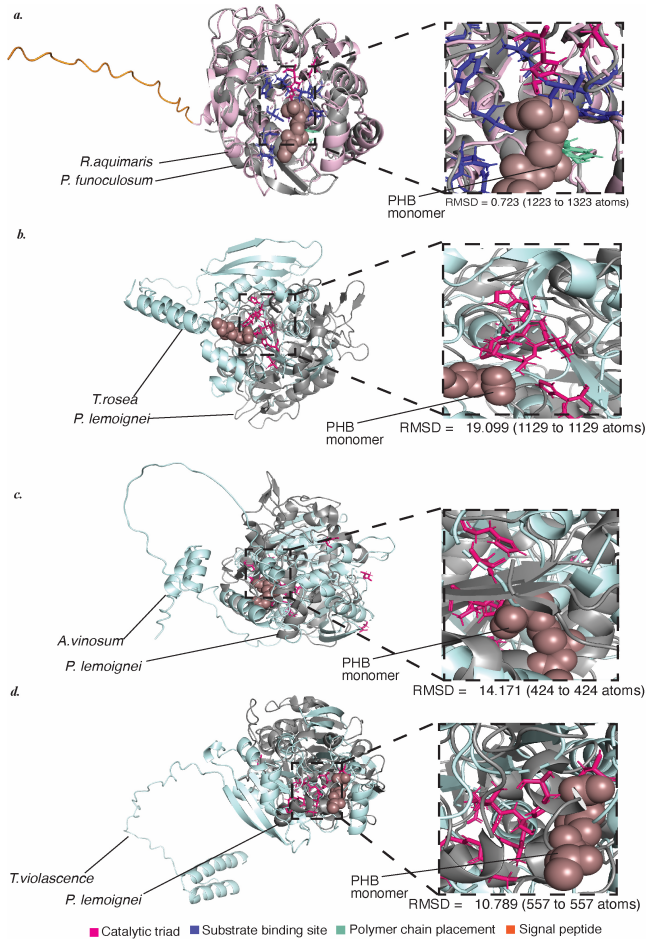 a.
R.aquimaris
P. funoculosum
PHB
monomer
RMSD = 0.723 (1223 to 1323 atoms)
b.
T.rosea
P. lemoignei
PHB
monomer
RMSD = 19.099 (1129 to 1129 atoms)
c.
A.vinosum
P. lemoignei
PHB
monomer
RMSD = 14.171 (424 to 424 atoms)
d.
T.violascence
P. lemoignei
PHB
monomer
RMSD = 10.789 (557 to 557 atoms)
Catalytic triad Substrate binding site Polymer chain placement Signal peptide